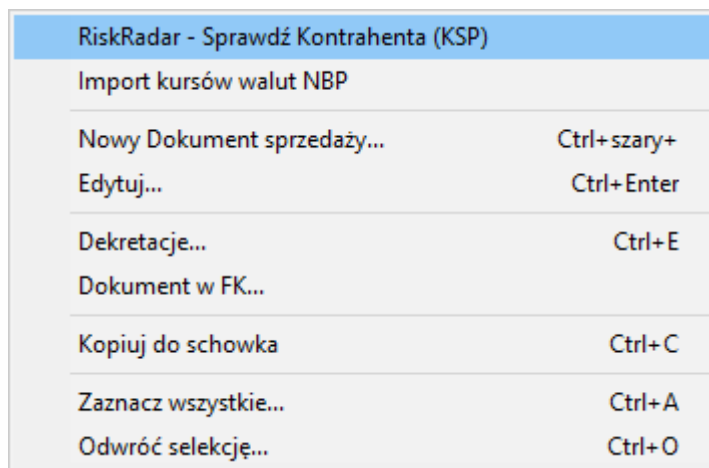 RiskRadar - Sprawdź Kontrahenta (KSP)
Import kursów walut NBP
Nowy Dokument sprzedaży... Ctrl+szary+
Edytuj... Ctrl+Enter
Dekretacje... Ctrl+E
Dokument w FK...
Kopiuj do schowka Ctrl+C
Zaznacz wszystkie... Ctrl+A
Odwróć selekcję... Ctrl+O